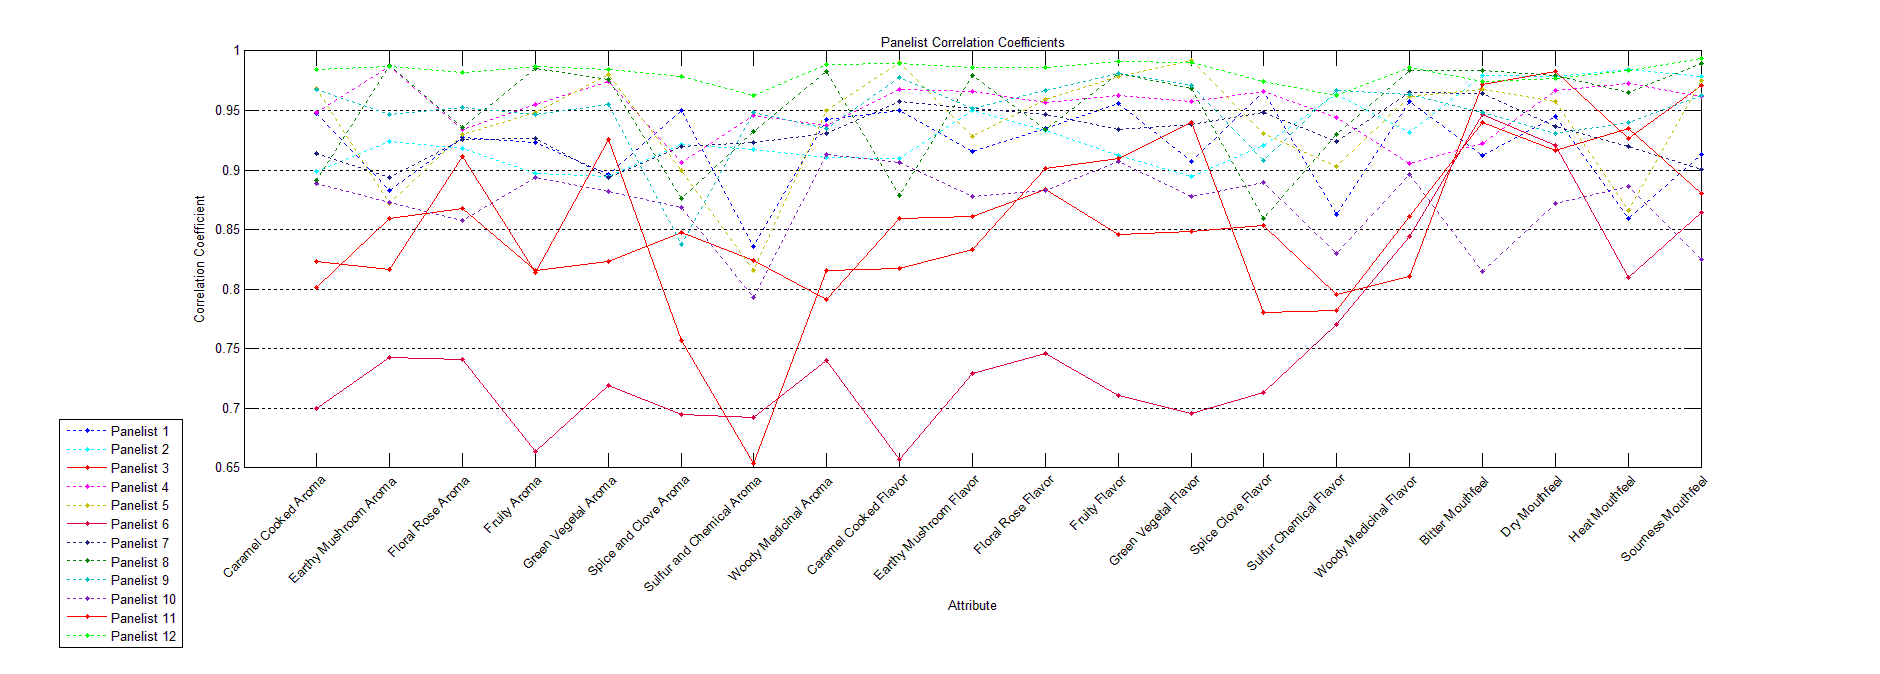 Panelist Correlation Coefficients
1
0.95
0.9
0.85
0.8
0.75
0.7
0.65
Correlation Coefficient
Caramel Cooked Aroma
Earthy Mushroom Aroma
Floral Rose Aroma
Fruity Aroma
Green Vegetal Aroma
Spice and Clove Aroma
Sulfur and Chemical Aroma
Woody Medicinal Aroma
Caramel Cooked Flavor
Earthy Mushroom Flavor
Floral Rose Flavor
Fruity Flavor
Green Vegetal Flavor
Spice Clove Flavor
Sulfur Chemical Flavor
Woody Medicinal Flavor
Bitter Mouthfeel
Dry Mouthfeel
Heat Mouthfeel
Sourness Mouthfeel
Attribute
Panelist 1
Panelist 2
Panelist 3
Panelist 4
Panelist 5
Panelist 6
Panelist 7
Panelist 8
Panelist 9
Panelist 10
Panelist 11
Panelist 12